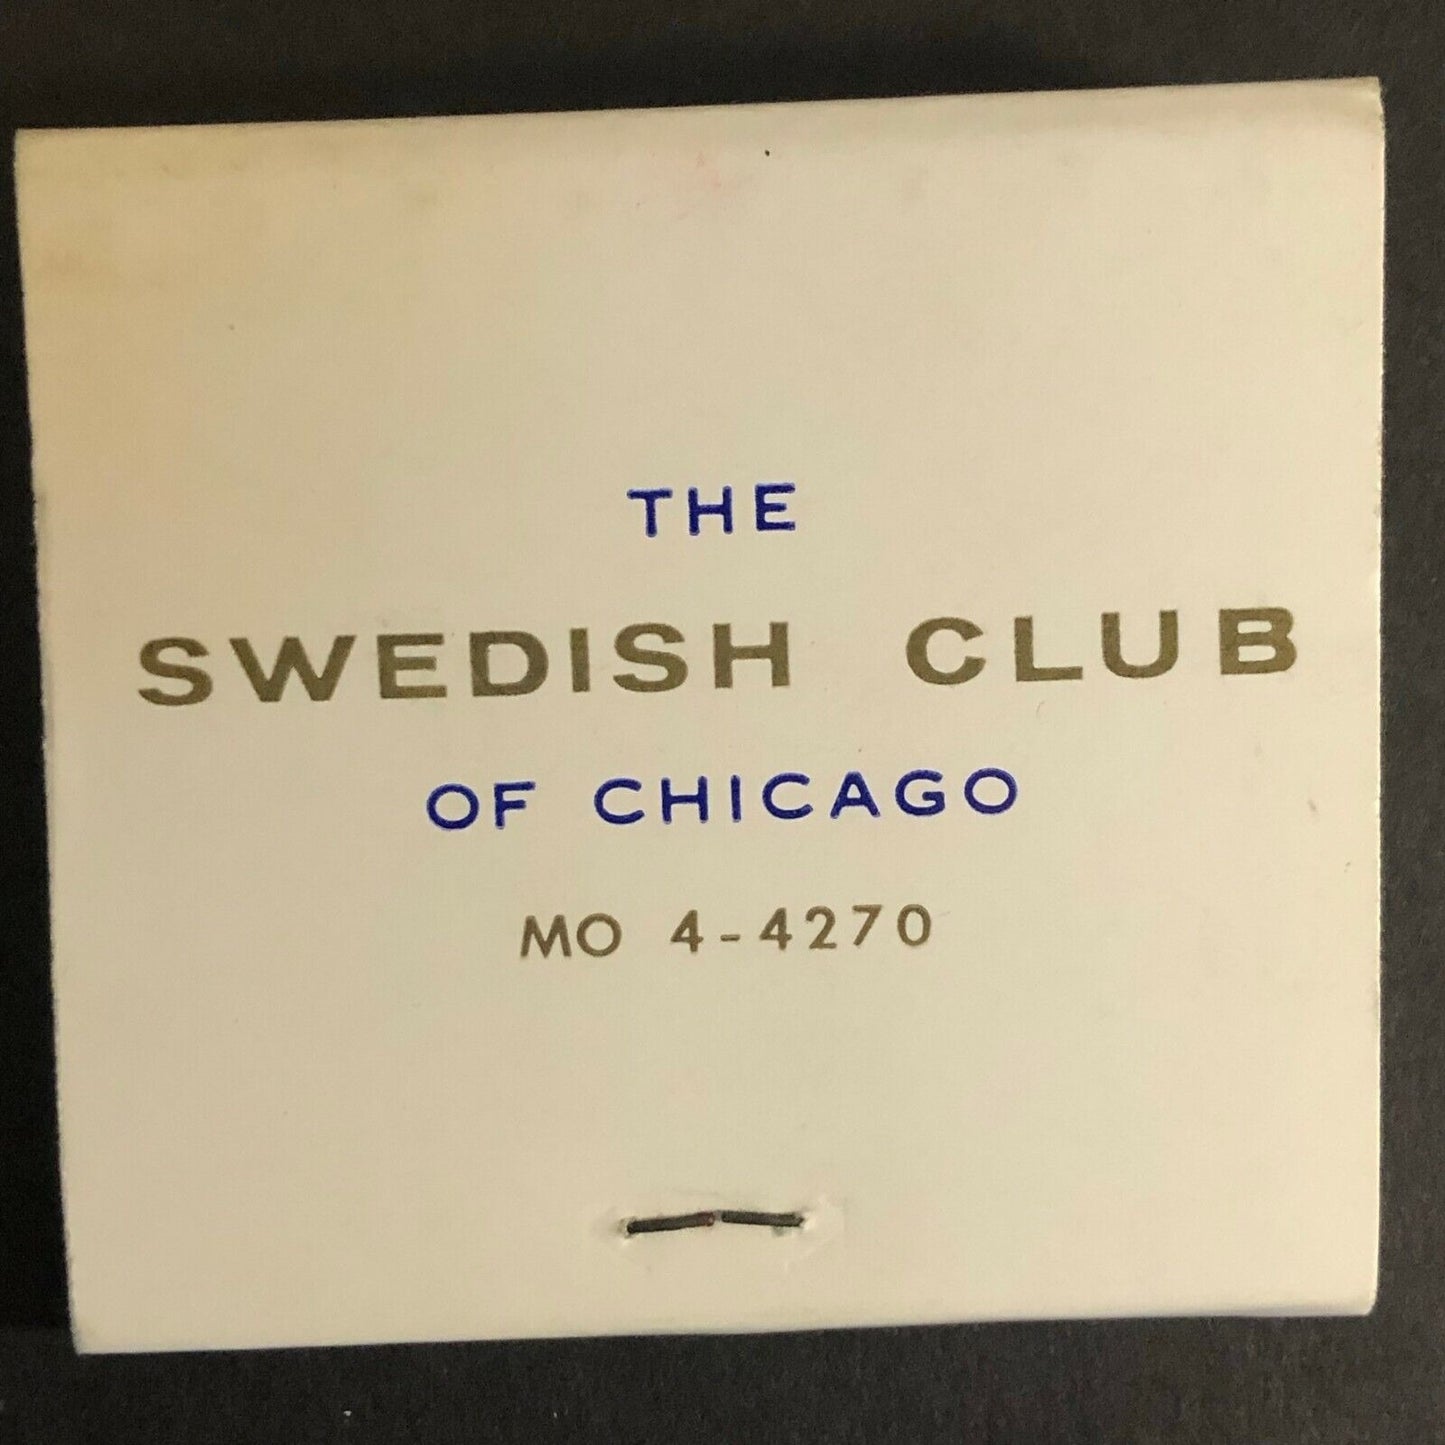 THE
SWEDISH CLUB
OF CHICAGO
MO 4-4270